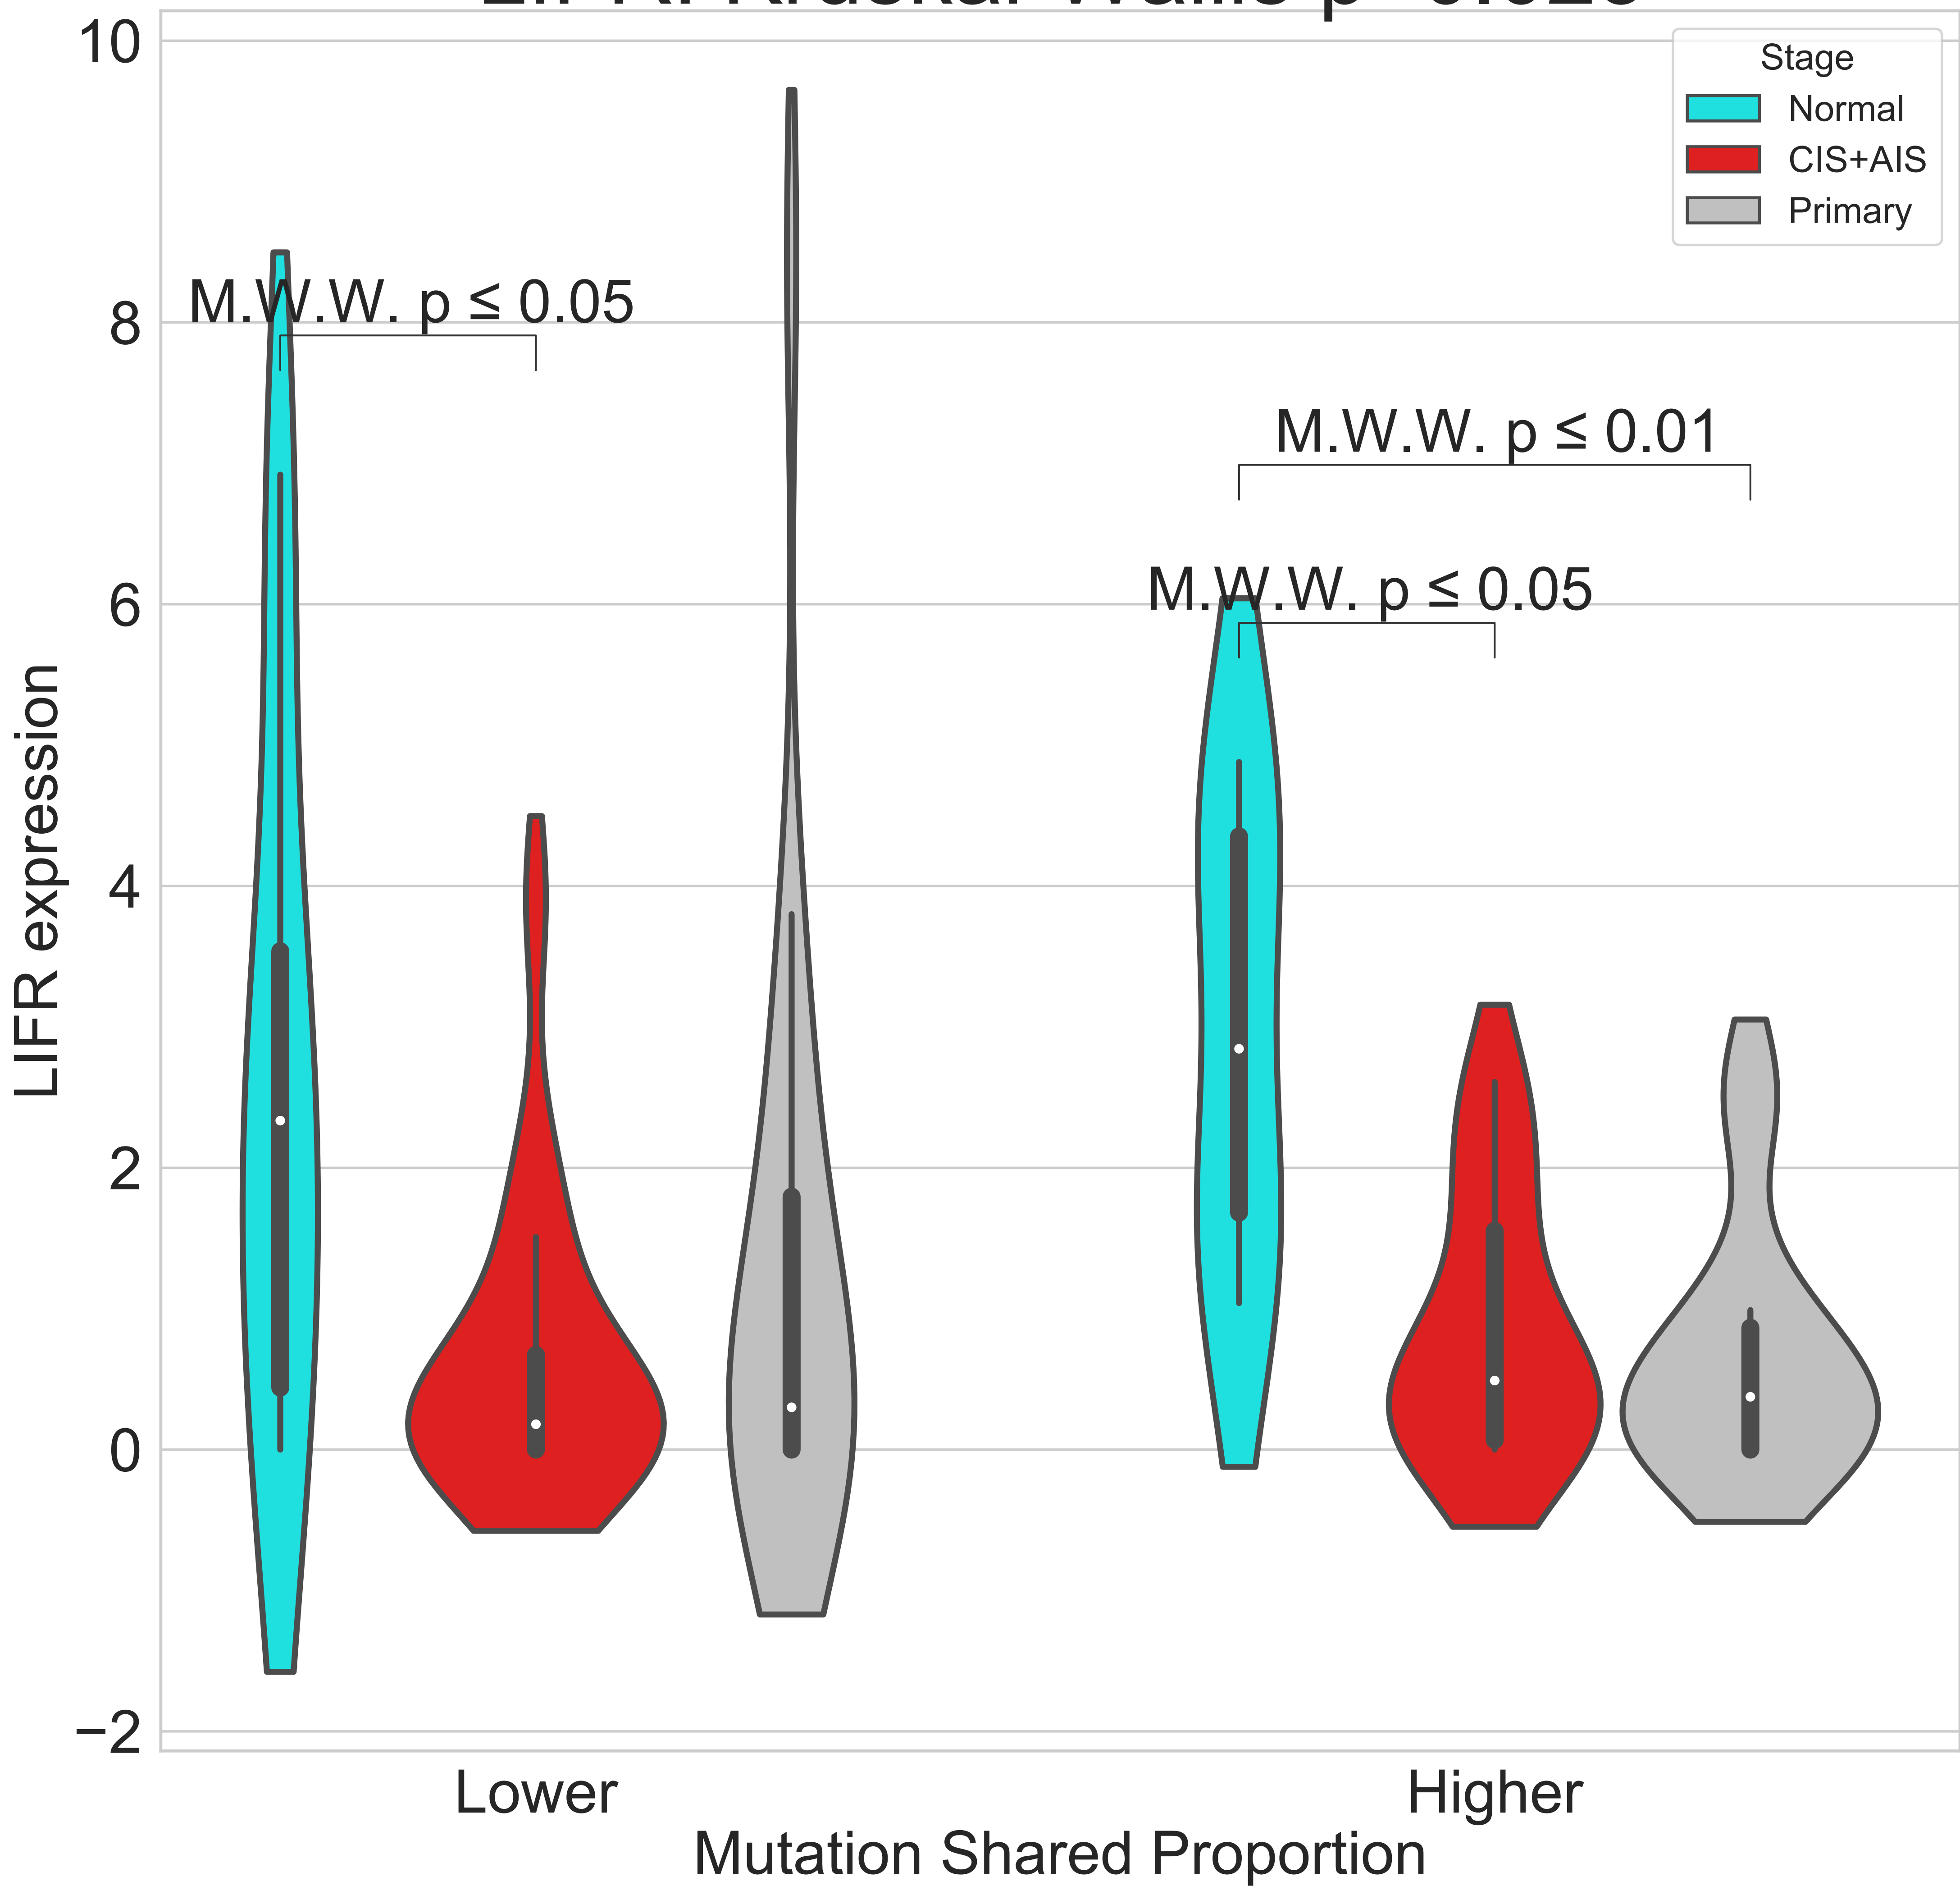 10
8
6
4
2
0
−2
LIFR expression
Stage
Normal
CIS+AIS
Primary
M.W.W. p ≤ 0.05
M.W.W. p ≤ 0.01
M.W.W. p ≤ 0.05
Lower
Higher
Mutation Shared Proportion